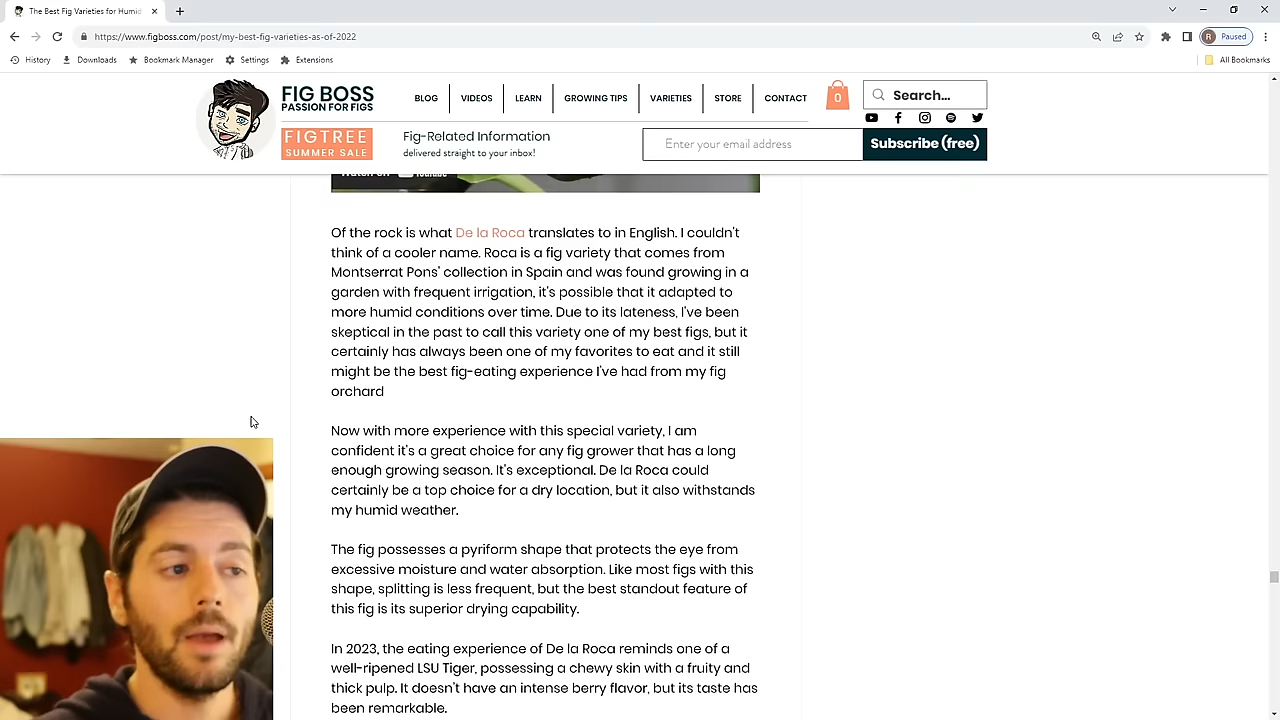 The Best Fig Varieties for Humid
https://www.figboss.com/post/my-best-fig-varieties-as-of-2022
R Paused
History
Downloads
Bookmark Manager
Settings
Extensions
All Bookmarks
FIG BOSS
PASSION FOR FIGS
BLOG
VIDEOS
LEARN
GROWING TIPS
VARIETIES
STORE
CONTACT
0
Search...
FIGTREE
SUMMER SALE
Fig-Related Information
delivered straight to your inbox!
Enter your email address
Subscribe (free)
Of the rock is what De la Roca translates to in English. I couldn't
think of a cooler name. Roca is a fig variety that comes from
Montserrat Pons' collection in Spain and was found growing in a
garden with frequent irrigation, it's possible that it adapted to
more humid conditions over time. Due to its lateness, I've been
skeptical in the past to call this variety one of my best figs, but it
certainly has always been one of my favorites to eat and it still
might be the best fig-eating experience I've had from my fig
orchard
Now with more experience with this special variety, I am
confident it's a great choice for any fig grower that has a long
enough growing season. It's exceptional. De la Roca could
certainly be a top choice for a dry location, but it also withstands
my humid weather.
The fig possesses a pyriform shape that protects the eye from
excessive moisture and water absorption. Like most figs with this
shape, splitting is less frequent, but the best standout feature of
this fig is its superior drying capability.
In 2023, the eating experience of De la Roca reminds one of a
well-ripened LSU Tiger, possessing a chewy skin with a fruity and
thick pulp. It doesn't have an intense berry flavor, but its taste has
been remarkable.